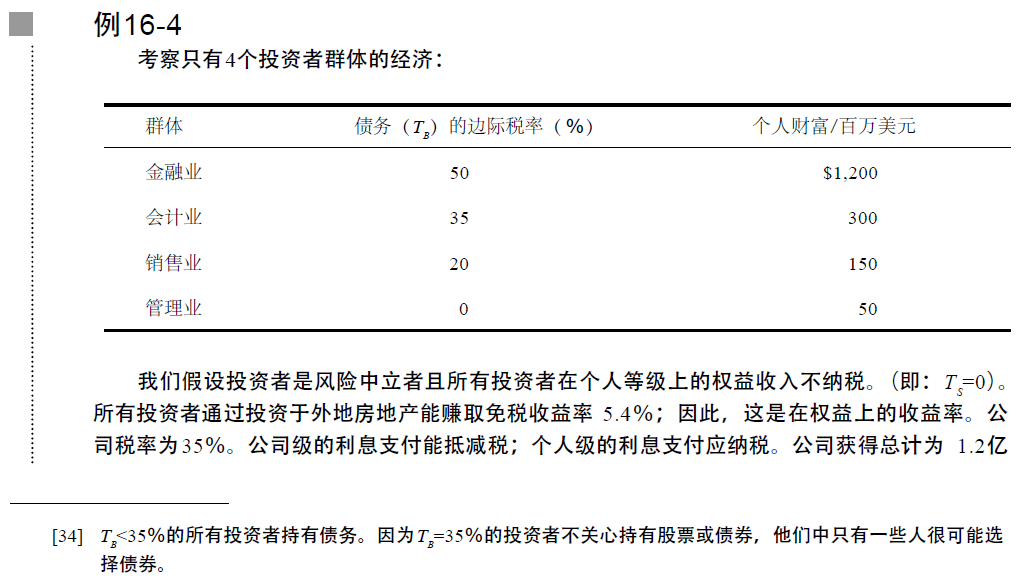 例16-4
考察只有4个投资者群体的经济：
群体 债务（TB）的边际税率（%） 个人财富/百万美元
金融业 50 $1,200
会计业 35 300
销售业 20 150
管理业 0 50
我们假设投资者是风险中立者且所有投资者在个人等级上的权益收入不纳税。（即：TS=0）。
所有投资者通过投资于外地房地产能赚取免税收益率 5.4%；因此，这是在权益上的收益率。公
司税率为35%。公司级的利息支付能抵减税；个人级的利息支付应纳税。公司获得总计为 1.2亿
[34] TB<35%的所有投资者持有债务。因为TB=35%的投资者不关心持有股票或债券，他们中只有一些人很可能选
择债券。